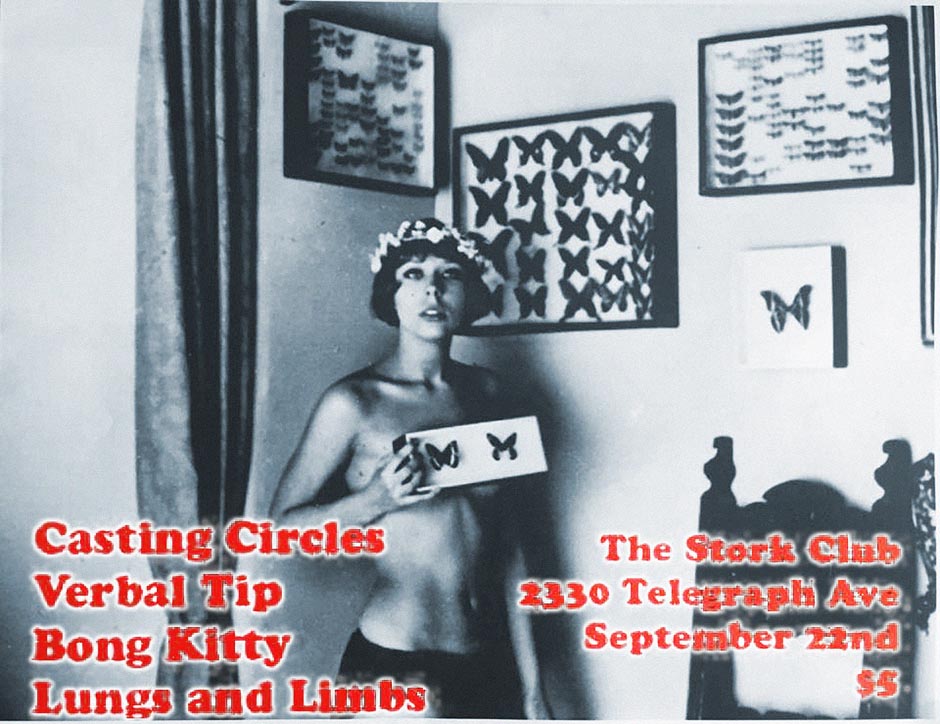 Casting Circles
Verbal Tip
Bong Kitty
Lungs and Limbs
The Stork Club
2330 Telegraph Ave
September 22nd
$5